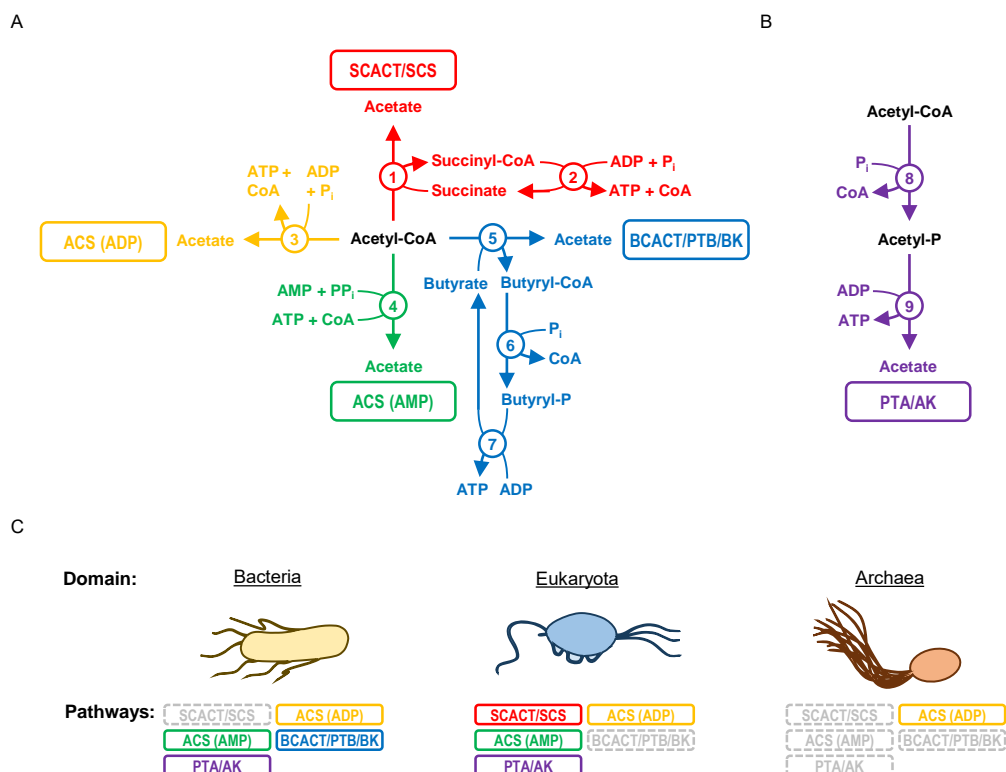 A
B
SCACT/SCS
Acetate
Acetyl-CoA
ATP +
CoA
ADP
+ Pi
Succinyl-CoA
ADP + Pi
1
2
Succinate
ATP + CoA
Pi
8
CoA
ACS (ADP)
Acetate
3
Acetyl-CoA
5
Acetate
BCACT/PTB/BK
Acetyl-P
AMP + PPi
ATP + CoA
4
Butyrate
Butyryl-CoA
ADP
9
ATP
Pi
6
CoA
Acetate
ACS (AMP)
Butyryl-P
Acetate
PTA/AK
7
ATP
ADP
C
Domain:
Bacteria
Eukaryota
Archaea
Pathways:
SCACT/SCS
ACS (ADP)
SCACT/SCS
ACS (ADP)
SCACT/SCS
ACS (ADP)
ACS (AMP)
BCACT/PTB/BK
ACS (AMP)
BCACT/PTB/BK
ACS (AMP)
BCACT/PTB/BK
PTA/AK
PTA/AK
PTA/AK